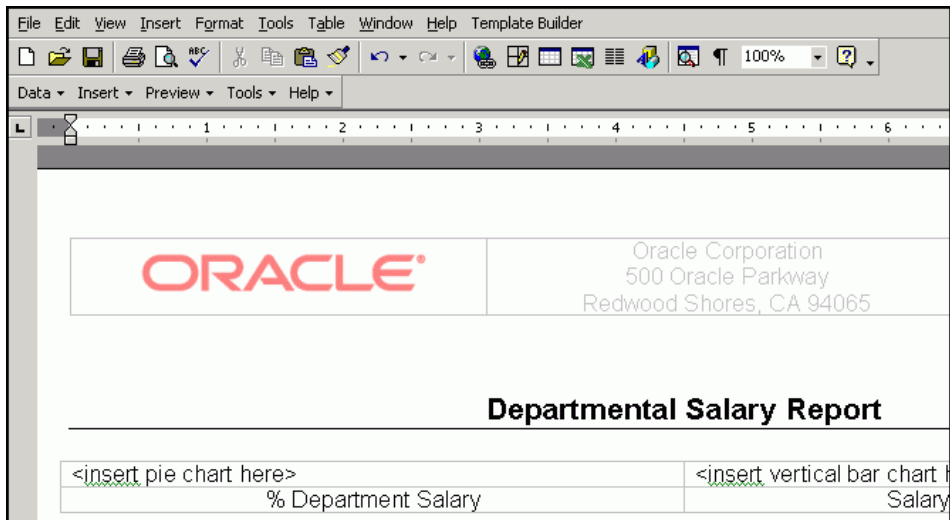 File Edit View Insert Format Tools Table Window Help Template Builder
ABC 100%
Data Insert Preview Tools Help
L 1 2 3 4 5 6
ORACLE®
Oracle Corporation
500 Oracle Parkway
Redwood Shores, CA 94065
Departmental Salary Report
<insert pie chart here> <insert vertical bar chart
% Department Salary Salary